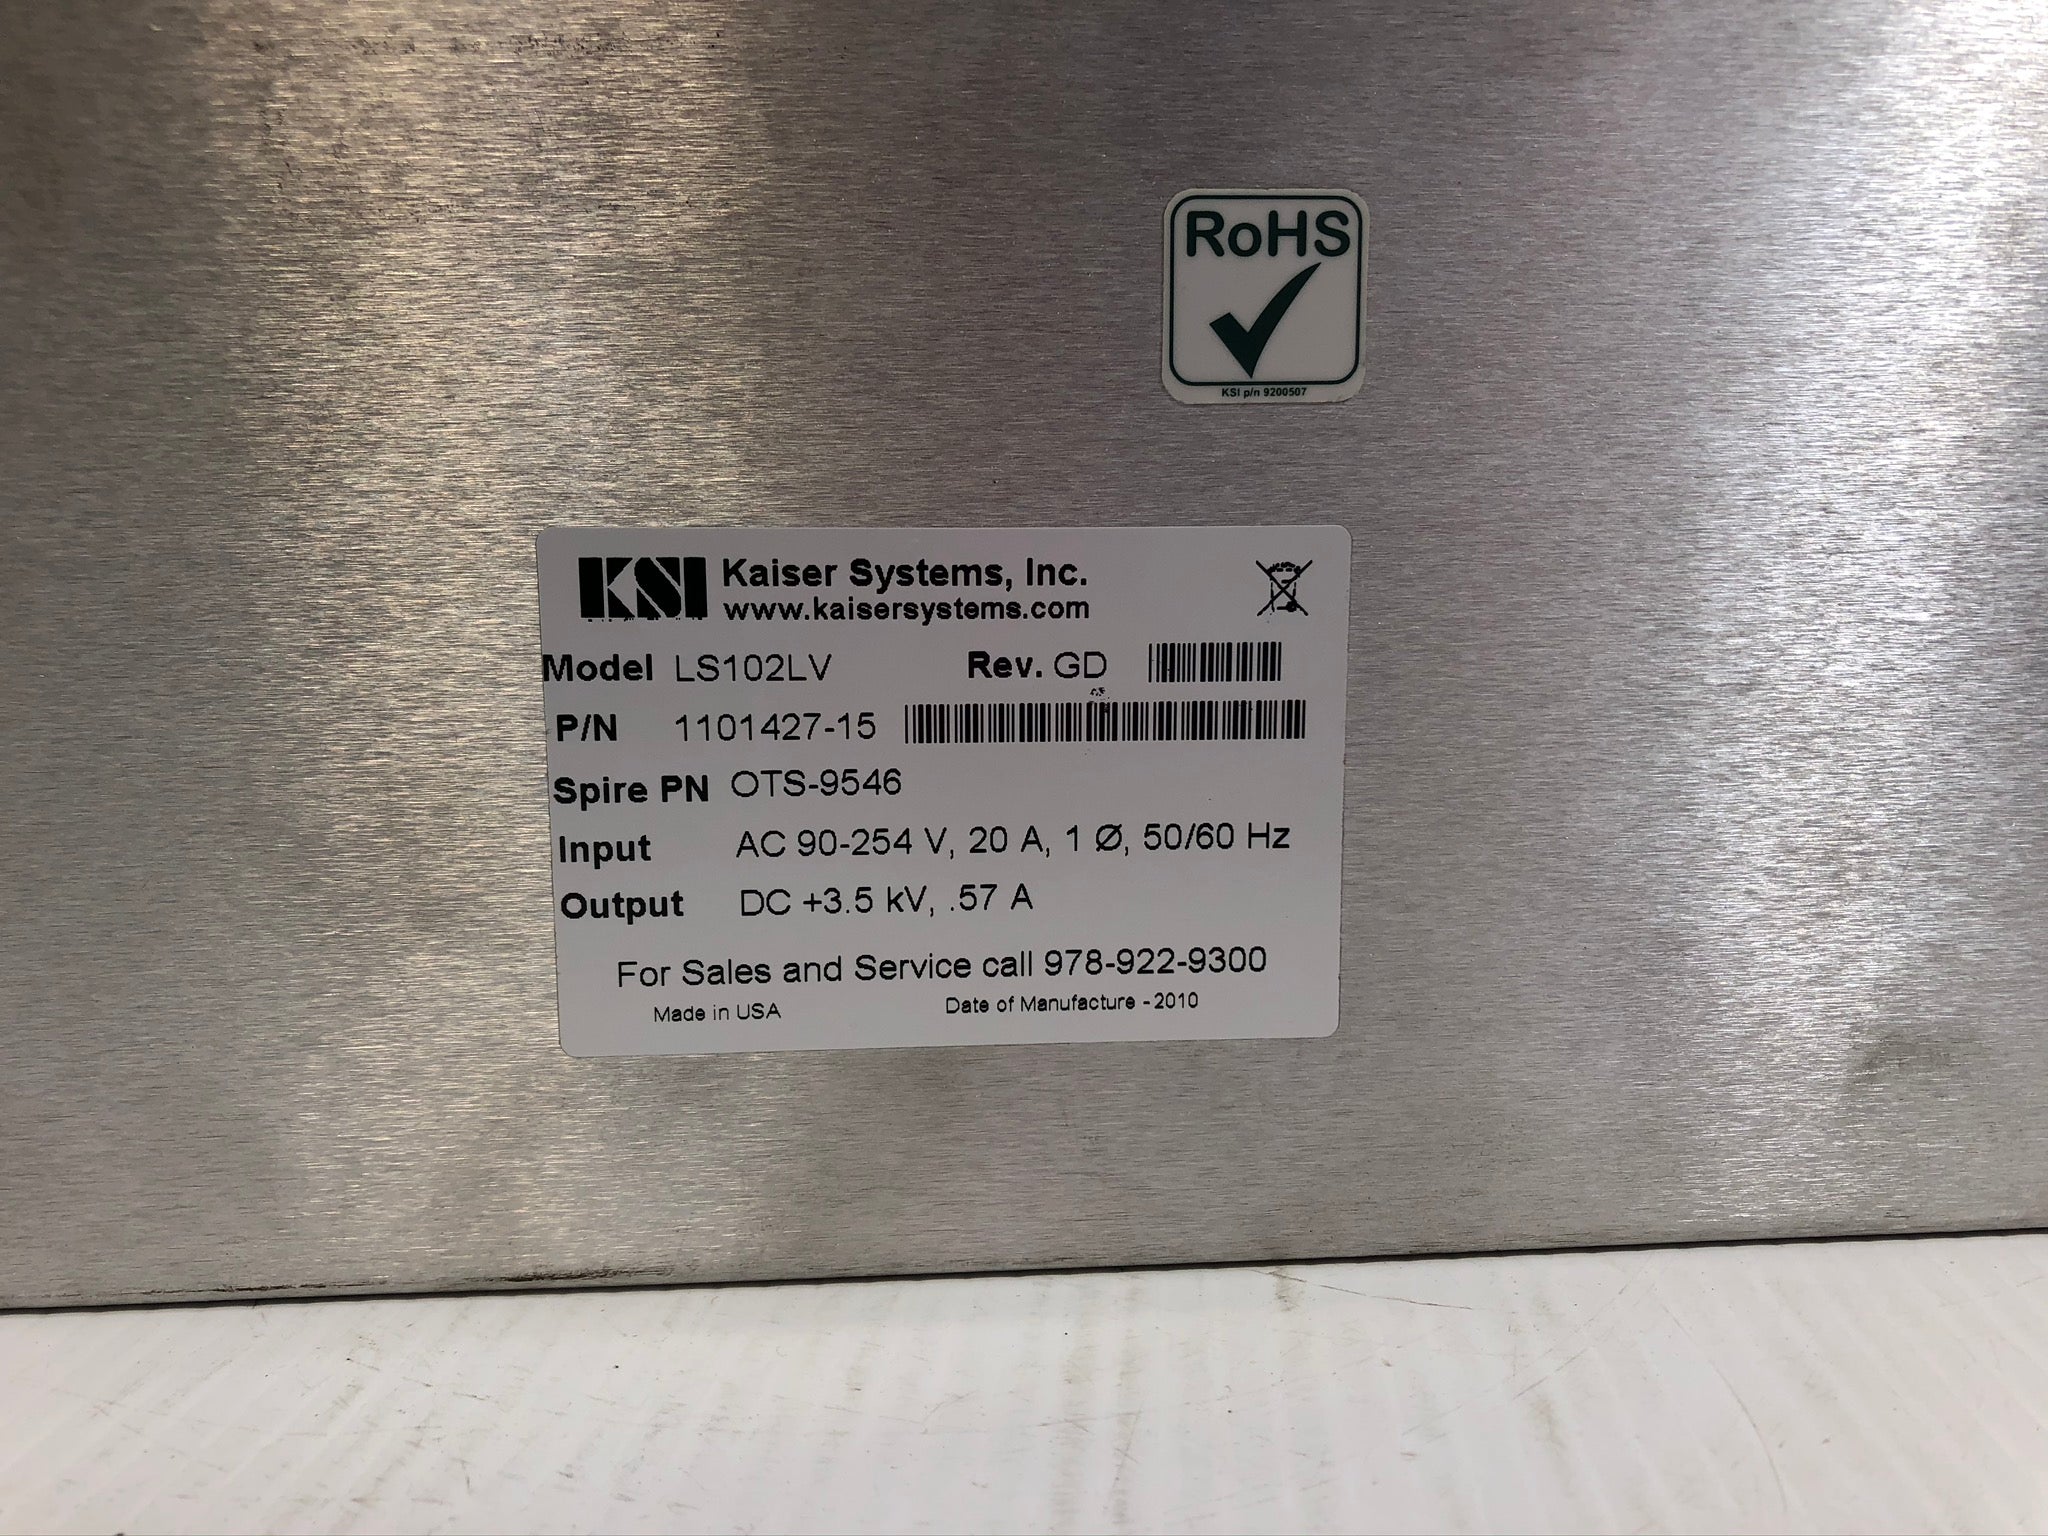 RoHS
KSI p/n 9200507
KSI Kaiser Systems, Inc.
www.kaisersystems.com
Model LS102LV Rev. GD
P/N 1101427-15
Spire PN OTS-9546
Input AC 90-254 V, 20 A, 1 Ø, 50/60 Hz
Output DC +3.5 kV, .57 A
For Sales and Service call 978-922-9300
Made in USA Date of Manufacture - 2010